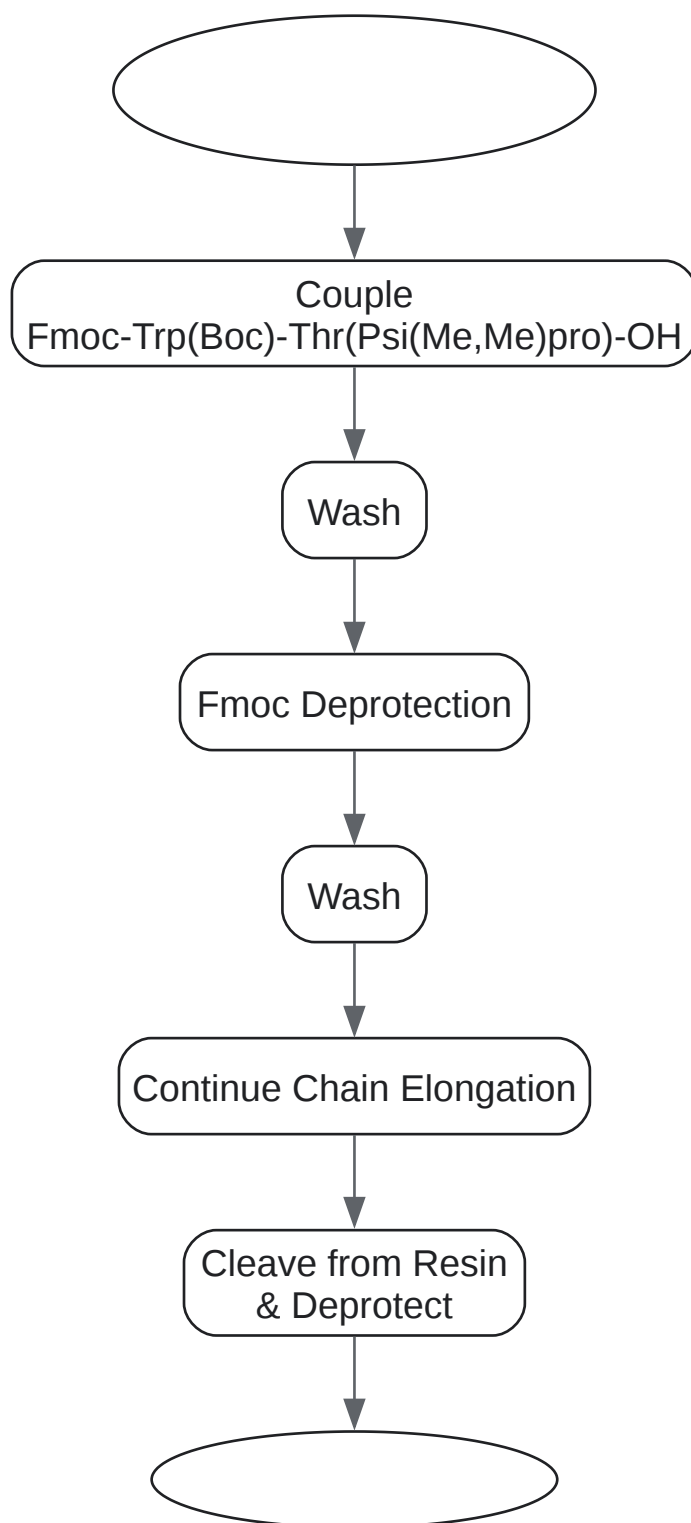 Couple
Fmoc-Trp(Boc)-Thr(Psi(Me,Me)pro)-OH
Wash
Fmoc Deprotection
Wash
Continue Chain Elongation
Cleave from Resin
& Deprotect